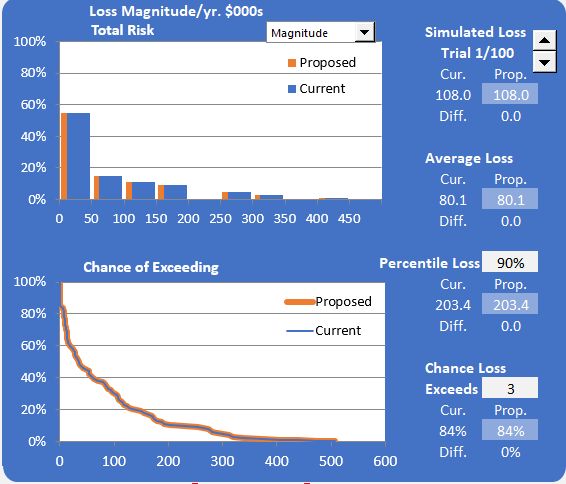 Loss Magnitude/yr. $000s
Total Risk
Magnitude
100%
80%
60%
40%
20%
0%
Proposed
Current
0 50 100 150 200 250 300 350 400 450
Chance of Exceeding
100%
80%
60%
40%
20%
0%
Proposed
Current
0 100 200 300 400 500 600
Simulated Loss
Trial 1/100
Cur. Prop.
108.0 108.0
Diff. 0.0
Average Loss
Cur. Prop.
80.1 80.1
Diff. 0.0
Percentile Loss 90%
Cur. Prop.
203.4 203.4
Diff. 0.0
Chance Loss
Exceeds 3
Cur. Prop.
84% 84%
Diff. 0%